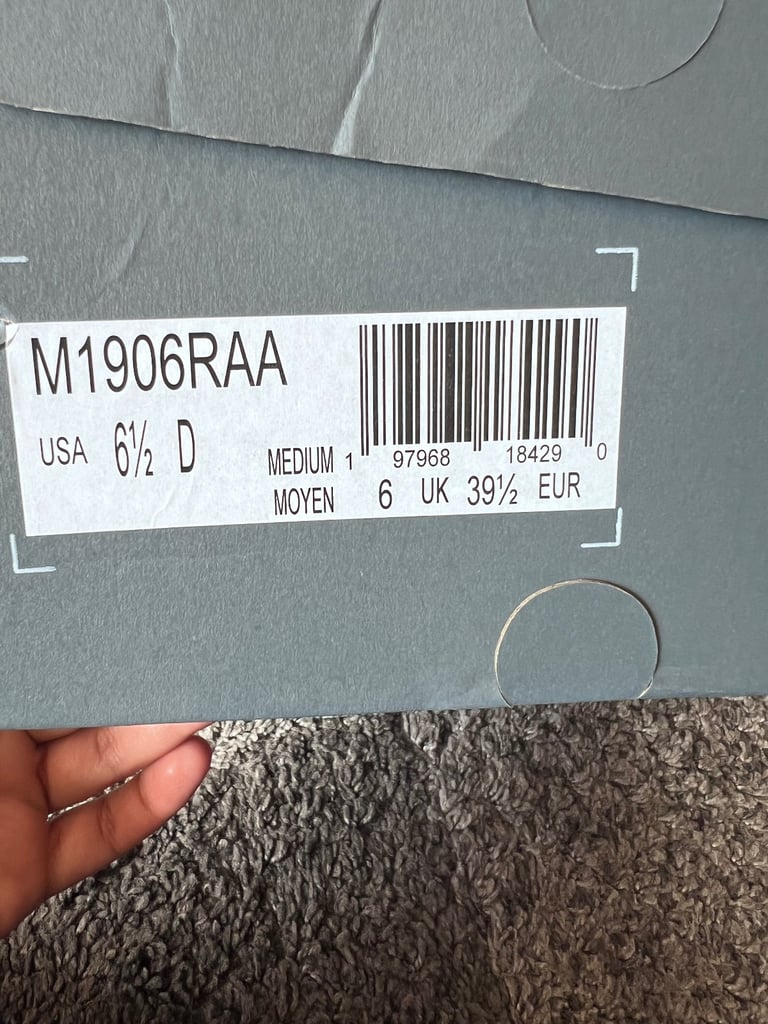 M1906RAA
USA 6½ D
MEDIUM 1 97968 18429 0
MOYEN 6 UK 39½ EUR